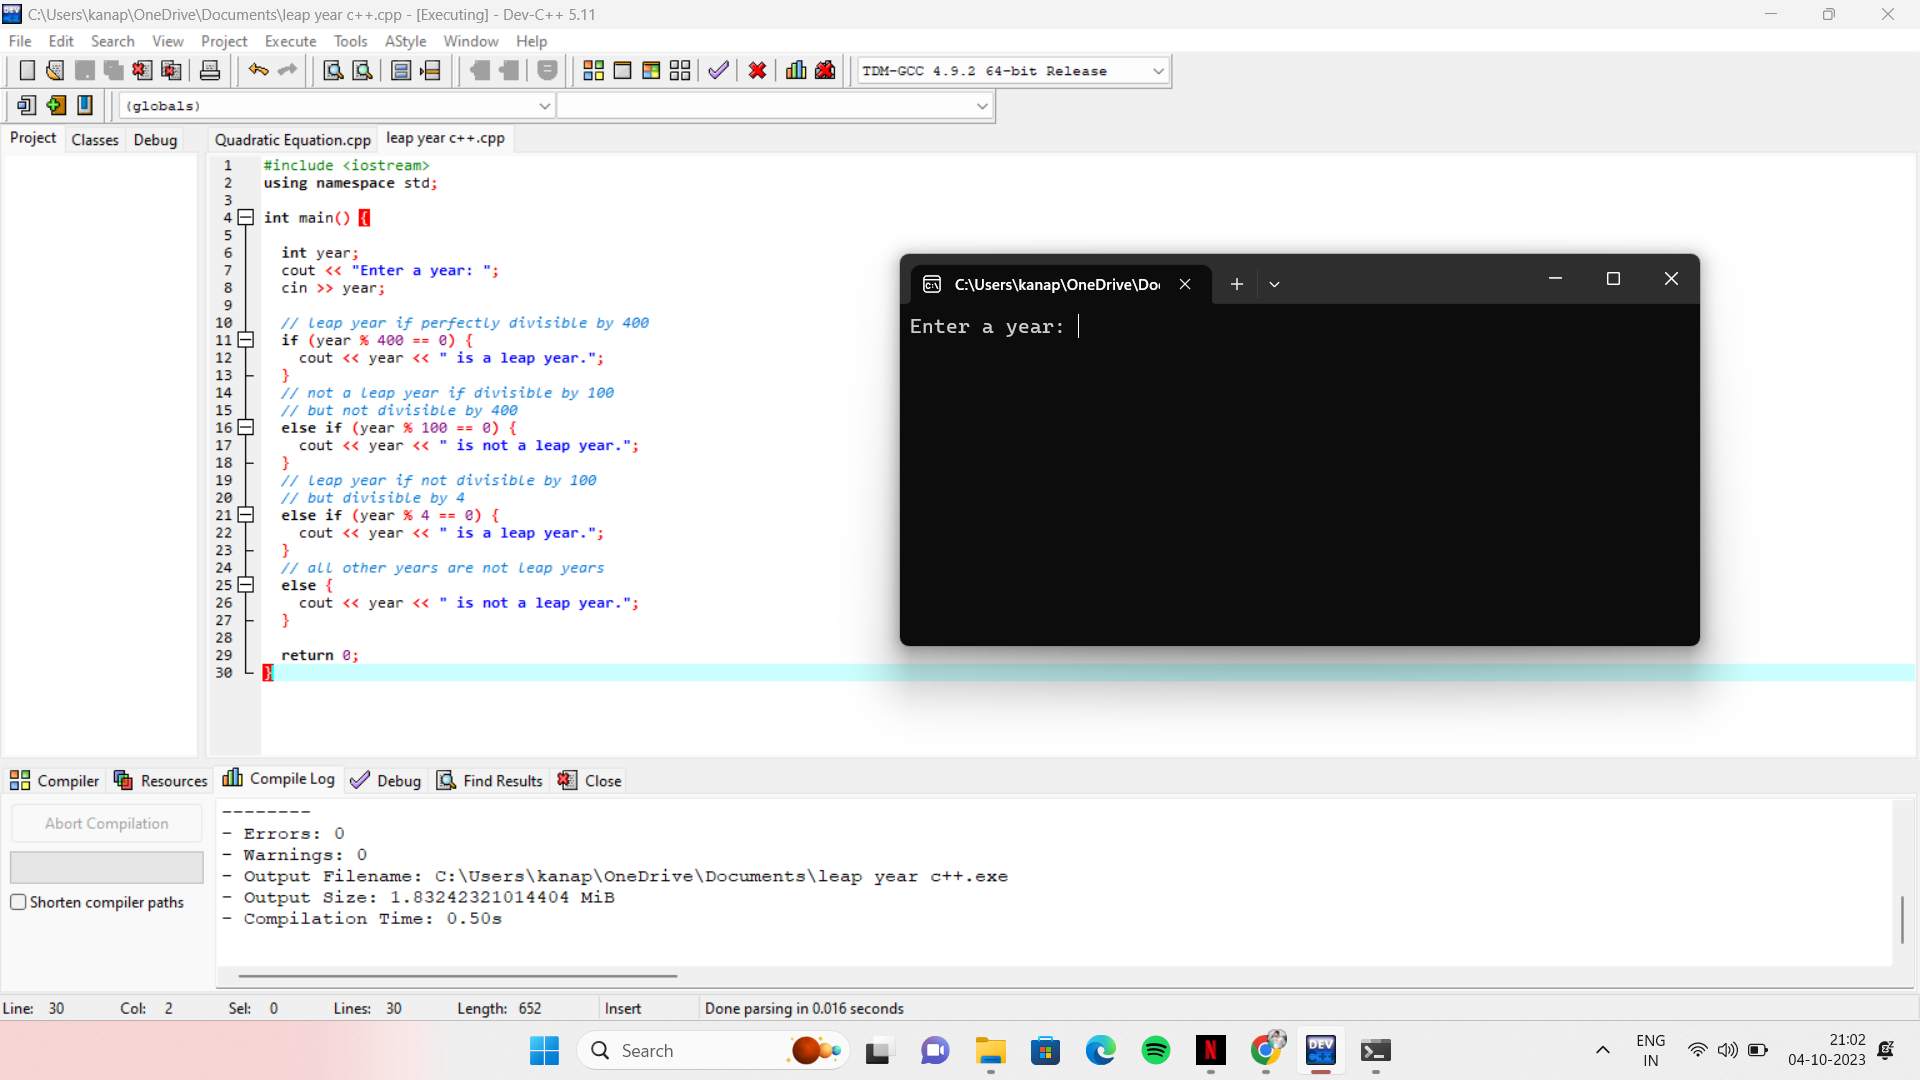 C:\Users\kanap\OneDrive\Documents\leap year c++.cpp - [Executing] - Dev-C++ 5.11
File Edit Search View Project Execute Tools AStyle Window Help
TDM-GCC 4.9.2 64-bit Release
(globals)
Project Classes Debug Quadratic Equation.cpp leap year c++.cpp
1 #include <iostream>
2 using namespace std;
3
4 int main() {
5
6 int year;
7 cout << "Enter a year: ";
8 cin >> year;
9
10 // leap year if perfectly divisible by 400
11 if (year % 400 == 0) {
12 cout << year << " is a leap year.";
13 }
14 // not a leap year if divisible by 100
15 // but not divisible by 400
16 else if (year % 100 == 0) {
17 cout << year << " is not a leap year.";
18 }
19 // leap year if not divisible by 100
20 // but divisible by 4
21 else if (year % 4 == 0) {
22 cout << year << " is a leap year.";
23 }
24 // all other years are not leap years
25 else {
26 cout << year << " is not a leap year.";
27 }
28
29 return 0;
30 }
C:\Users\kanap\OneDrive\Do
Enter a year:
Compiler Resources Compile Log Debug Find Results Close
Abort Compilation
Shorten compiler paths
--------
- Errors: 0
- Warnings: 0
- Output Filename: C:\Users\kanap\OneDrive\Documents\leap year c++.exe
- Output Size: 1.83242321014404 MiB
- Compilation Time: 0.50s
Line: 30 Col: 2 Sel: 0 Lines: 30 Length: 652 Insert Done parsing in 0.016 seconds
Search
N
DEV
ENG
IN
21:02
04-10-2023